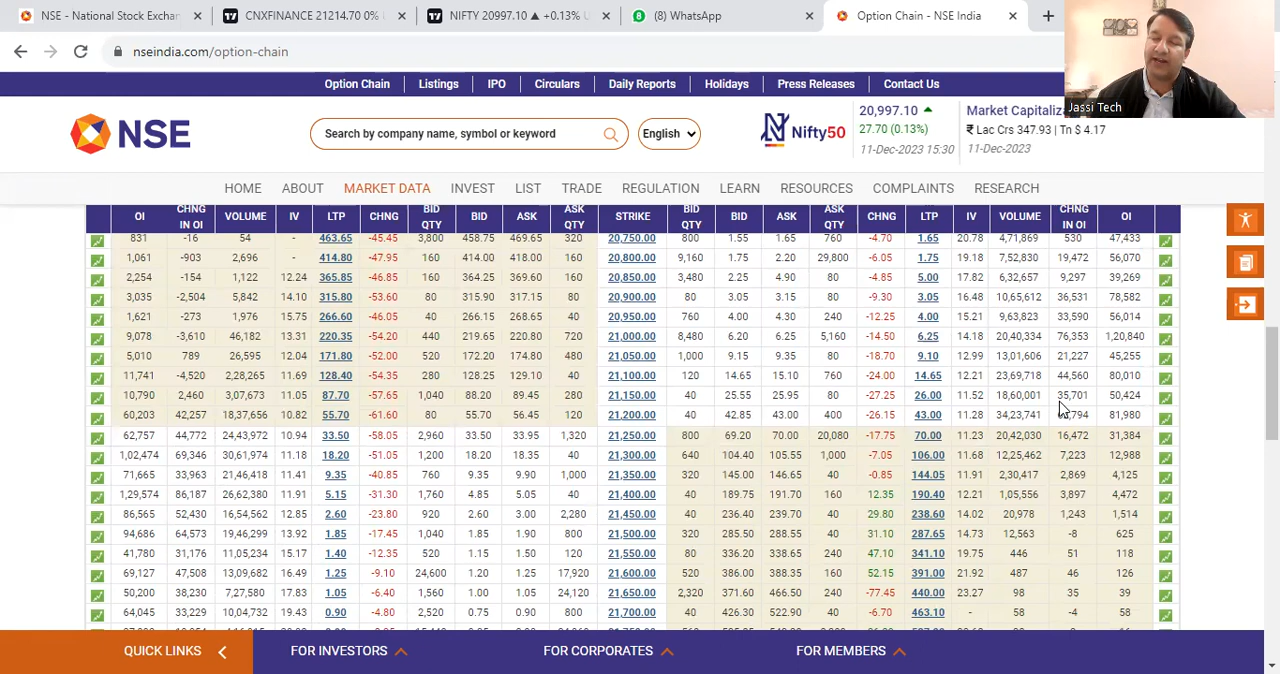 NSE - National Stock Exchan
CNXFINANCE 21214.70 0%
NIFTY 20997.10 ▲ +0.13% U
(8) WhatsApp
Option Chain - NSE India
nseindia.com/option-chain
Jassi Tech
Option Chain Listings IPO Circulars Daily Reports Holidays Press Releases Contact Us
NSE
Search by company name, symbol or keyword
English
Nifty50
20,997.10
27.70 (0.13%)
11-Dec-2023 15:30
Market Capitaliz
₹ Lac Crs 347.93 | Tn $ 4.17
11-Dec-2023
HOME ABOUT MARKET DATA INVEST LIST TRADE REGULATION LEARN RESOURCES COMPLAINTS RESEARCH
OI CHNG IN OI VOLUME IV LTP CHNG BID QTY BID ASK ASK QTY STRIKE BID QTY BID ASK ASK QTY CHNG LTP IV VOLUME CHNG IN OI OI
831 -16 54 - 463.65 -45.45 3,800 458.75 469.65 320 20,750.00 800 1.55 1.65 760 -4.70 1.65 20.78 4,71,869 530 47,433
1,061 -903 2,696 - 414.80 -47.95 160 414.00 418.00 160 20,800.00 9,160 1.75 2.20 29,800 -6.05 1.75 19.18 7,52,830 19,472 56,070
2,254 -154 1,122 12.24 365.85 -46.85 160 364.25 369.60 160 20,850.00 3,480 2.25 4.90 80 -4.85 5.00 17.82 6,32,657 9,297 39,269
3,035 -2,504 5,842 14.10 315.80 -53.60 80 315.90 317.15 80 20,900.00 80 3.05 3.15 80 -9.30 3.05 16.48 10,65,612 36,531 78,582
1,621 -273 1,976 15.75 266.60 -46.05 40 266.15 268.65 40 20,950.00 760 4.00 4.30 240 -12.25 4.00 15.21 9,63,823 33,590 56,014
9,078 -3,610 46,182 13.31 220.35 -54.20 440 219.65 220.80 720 21,000.00 8,480 6.20 6.25 5,160 -14.50 6.25 14.18 20,40,334 76,353 1,20,840
5,010 789 26,595 12.04 171.80 -52.00 520 172.20 174.80 480 21,050.00 1,000 9.15 9.35 80 -18.70 9.10 12.99 13,01,606 21,227 45,255
11,741 -4,520 2,28,265 11.69 128.40 -54.35 280 128.25 129.10 40 21,100.00 120 14.65 15.10 760 -24.00 14.65 12.21 23,69,718 44,560 80,010
10,790 2,460 3,07,673 11.05 87.70 -57.25 1,040 88.20 89.45 280 21,150.00 40 25.55 25.95 80 -27.25 26.00 11.52 18,60,001 35,701 50,424
60,203 42,257 18,37,656 10.82 55.70 -61.60 80 55.70 56.45 120 21,200.00 40 42.85 43.00 400 -26.15 43.00 11.28 34,23,741 81,980
62,757 44,772 24,43,972 10.94 33.50 -58.05 2,960 33.50 33.95 1,320 21,250.00 800 69.20 70.00 20,080 -17.75 70.00 11.23 20,42,030 16,472 31,384
1,02,474 69,346 30,61,974 11.18 18.20 -51.05 1,200 18.20 18.35 40 21,300.00 640 104.40 105.55 1,000 -7.05 106.00 11.68 12,25,462 7,223 12,988
71,665 33,963 21,46,418 11.41 9.35 -40.85 760 9.35 9.90 1,000 21,350.00 320 145.00 146.65 40 -0.85 144.05 11.91 2,30,417 2,869 4,125
1,29,574 86,187 26,62,380 11.91 5.15 -31.30 1,760 4.85 5.05 40 21,400.00 40 189.75 191.70 160 12.35 190.40 12.21 1,05,556 3,897 4,472
86,565 52,430 16,54,562 12.83 2.60 -23.80 920 2.60 3.00 2,280 21,450.00 40 236.40 239.70 40 29.80 238.60 14.02 20,978 1,243 1,514
94,686 64,573 19,46,299 13.92 1.85 -17.45 1,040 1.85 1.90 800 21,500.00 320 285.50 288.55 40 31.10 287.65 14.73 12,563 -8 625
41,780 31,176 11,05,234 15.17 1.40 -12.35 520 1.15 1.50 120 21,550.00 80 336.20 338.65 240 47.10 341.10 19.75 446 51 118
69,127 47,508 13,09,682 16.49 1.25 -9.10 24,600 1.20 1.25 17,920 21,600.00 520 386.00 388.35 160 52.15 391.00 21.92 487 46 126
50,200 38,230 7,27,580 17.83 1.05 -6.40 1,560 1.00 1.05 24,120 21,650.00 2,320 371.60 466.50 240 -77.45 440.00 23.27 98 35 39
64,045 33,229 10,04,732 19.43 0.90 -4.80 2,520 0.75 0.90 800 21,700.00 40 426.30 522.90 40 -6.70 463.10 - 58 -4 58
QUICK LINKS FOR INVESTORS FOR CORPORATES FOR MEMBERS